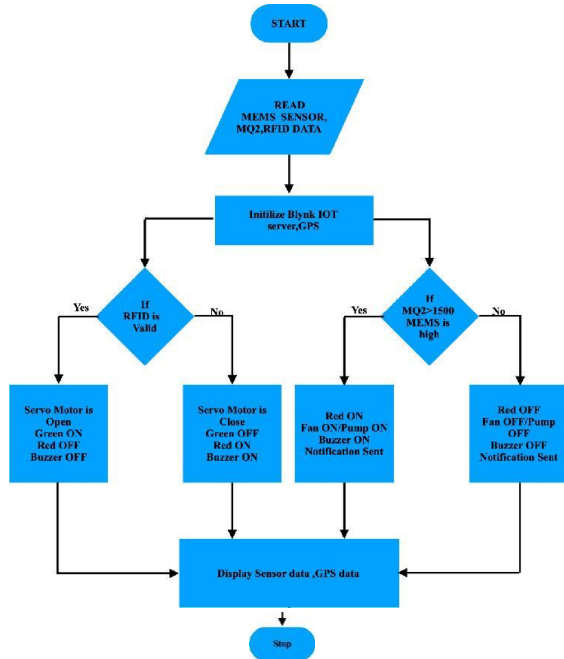 START
READ
MEMS SENSOR,
MQ2,RFID DATA
Initilize Blynk IOT
server,GPS
If
RFID is
Valid
Yes
No
If
MQ2>1500
MEMS is
high
Yes
No
Servo Motor is
Open
Green ON
Red OFF
Buzzer OFF
Servo Motor is
Close
Green OFF
Red ON
Buzzer ON
Red ON
Fan ON/Pump ON
Buzzer ON
Notification Sent
Red OFF
Fan OFF/Pump
OFF
Buzzer OFF
Notification Sent
Display Sensor data ,GPS data
Stop